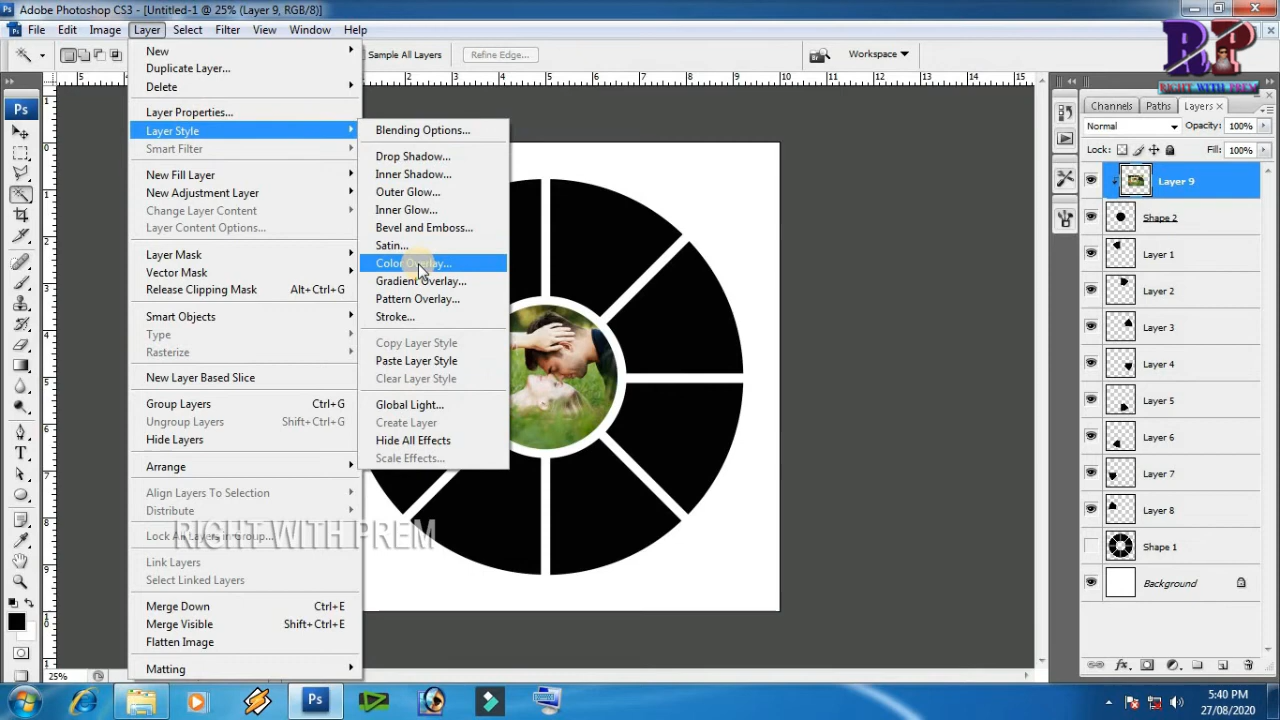 Adobe Photoshop CS3 - [Untitled-1 @ 25% (Layer 9, RGB/8)]
File Edit Image Layer Select Filter View Window Help
Sample All Layers Refine Edge... Workspace
RIGHT WITH PREM
New
Duplicate Layer...
Delete
Layer Properties...
Layer Style
Smart Filter
New Fill Layer
New Adjustment Layer
Change Layer Content
Layer Content Options...
Layer Mask
Vector Mask
Release Clipping Mask Alt+Ctrl+G
Smart Objects
Type
Rasterize
New Layer Based Slice
Group Layers Ctrl+G
Ungroup Layers Shift+Ctrl+G
Hide Layers
Arrange
Align Layers To Selection
Distribute
Lock All Layers in Group...
Link Layers
Select Linked Layers
Merge Down Ctrl+E
Merge Visible Shift+Ctrl+E
Flatten Image
Matting
Blending Options...
Drop Shadow...
Inner Shadow...
Outer Glow...
Inner Glow...
Bevel and Emboss...
Satin...
Color Overlay...
Gradient Overlay...
Pattern Overlay...
Stroke...
Copy Layer Style
Paste Layer Style
Clear Layer Style
Global Light...
Create Layer
Hide All Effects
Scale Effects...
RIGHT WITH PREM
Channels Paths Layers
Normal Opacity: 100%
Lock: Fill: 100%
Layer 9
Shape 2
Layer 1
Layer 2
Layer 3
Layer 4
Layer 5
Layer 6
Layer 7
Layer 8
Shape 1
Background
25%
5:40 PM
27/08/2020